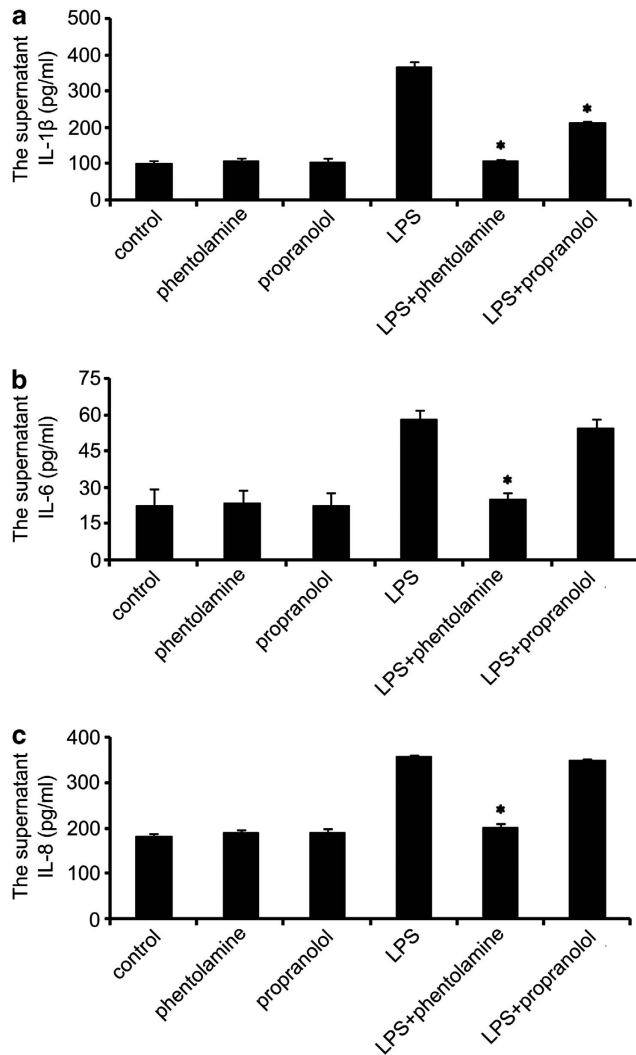 a
The supernatant
IL-1β (pg/ml)
500
400
300
200
100
0
*
*
control
phentolamine
propranolol
LPS
LPS+phentolamine
LPS+propranolol
b
The supernatant
IL-6 (pg/ml)
75
60
45
30
15
0
*
control
phentolamine
propranolol
LPS
LPS+phentolamine
LPS+propranolol
c
The supernatant
IL-8 (pg/ml)
400
300
200
100
0
*
control
phentolamine
propranolol
LPS
LPS+phentolamine
LPS+propranolol